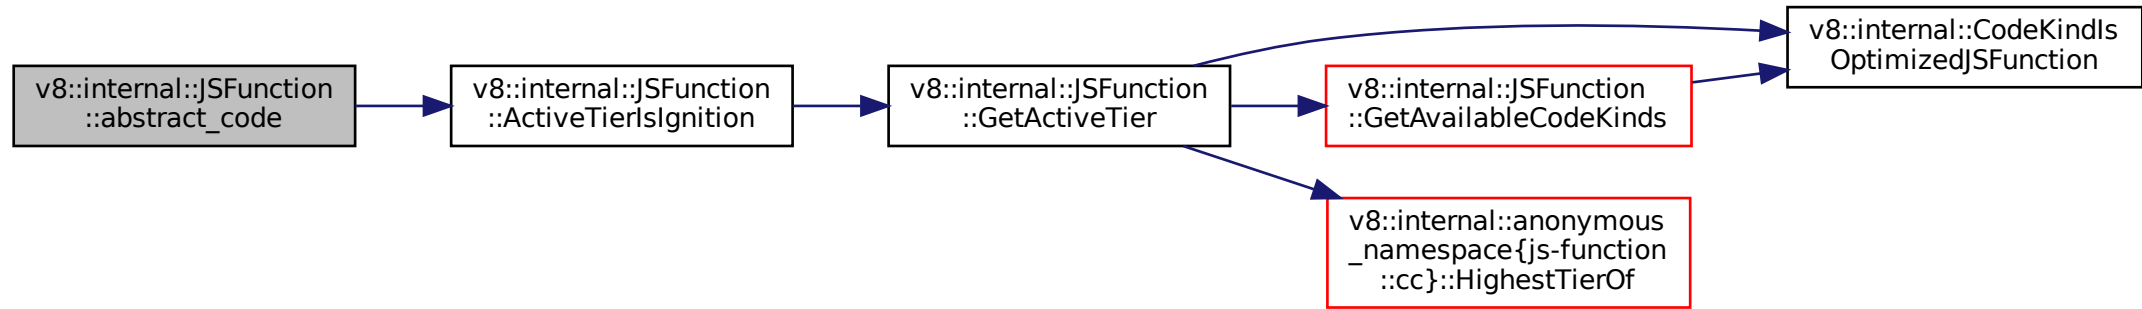 v8::internal::JSFunction
::abstract_code
v8::internal::JSFunction
::ActiveTierIsIgnition
v8::internal::JSFunction
::GetActiveTier
v8::internal::JSFunction
::GetAvailableCodeKinds
v8::internal::CodeKindIs
OptimizedJSFunction
v8::internal::anonymous
_namespace{js-function
::cc}::HighestTierOf